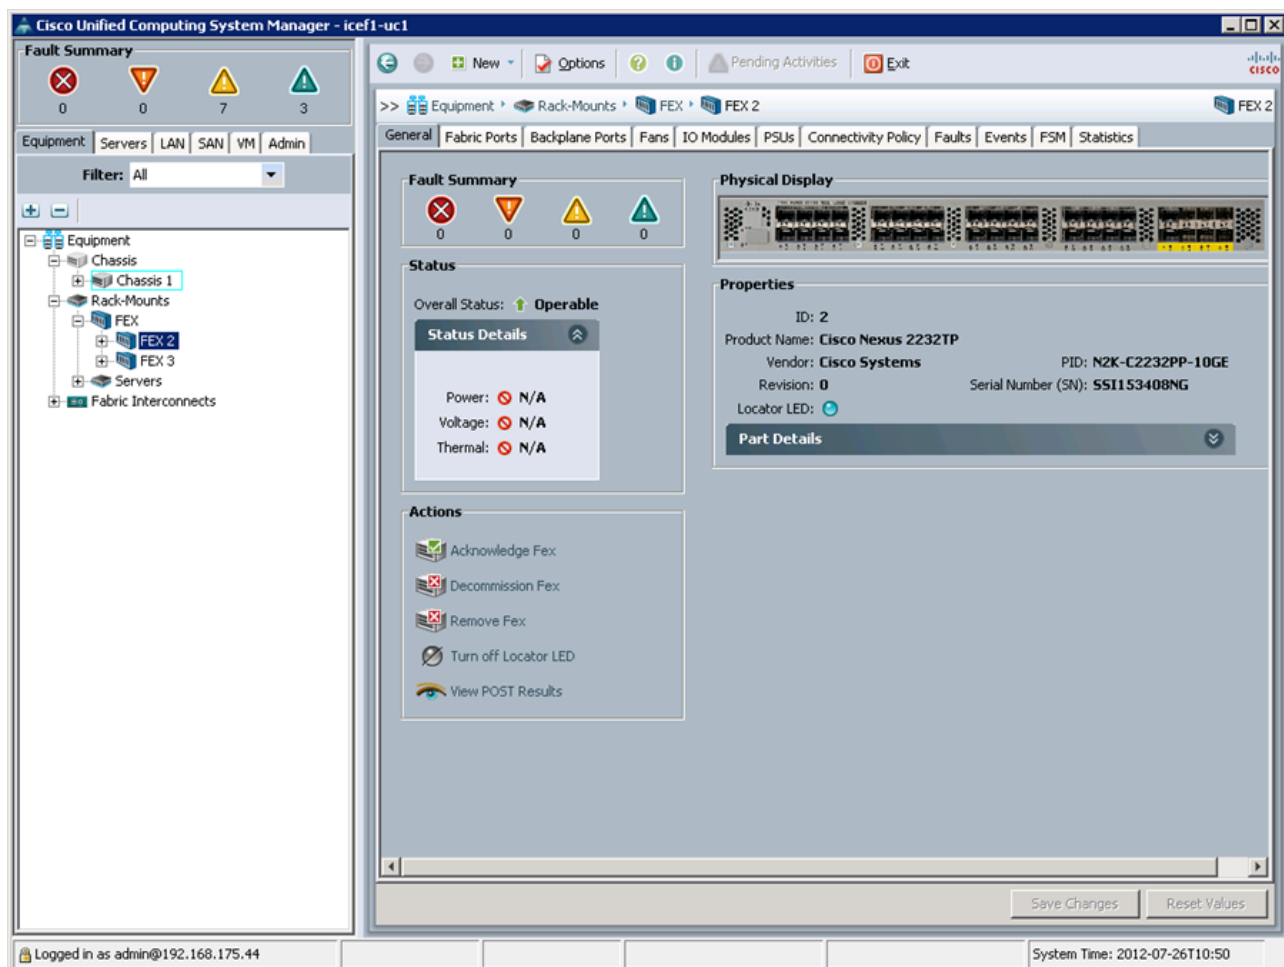 Cisco Unified Computing System Manager - icef1-uc1
Fault Summary
0 0 7 3
Equipment Servers LAN SAN VM Admin
Filter: All
Equipment
Chassis
Chassis 1
Rack-Mounts
FEX
FEX 2
FEX 3
Servers
Fabric Interconnects
New Options Pending Activities Exit
CISCO
>> Equipment Rack-Mounts FEX FEX 2 FEX 2
General Fabric Ports Backplane Ports Fans IO Modules PSUs Connectivity Policy Faults Events FSM Statistics
Fault Summary
0 0 0 0
Status
Overall Status: Operable
Status Details
Power: N/A
Voltage: N/A
Thermal: N/A
Actions
Acknowledge Fex
Decommission Fex
Remove Fex
Turn off Locator LED
View POST Results
Physical Display
Properties
ID: 2
Product Name: Cisco Nexus 2232TP
Vendor: Cisco Systems PID: N2K-C2232PP-10GE
Revision: 0 Serial Number (SN): SSI153408NG
Locator LED:
Part Details
Save Changes Reset Values
Logged in as admin@192.168.175.44 System Time: 2012-07-26T10:50